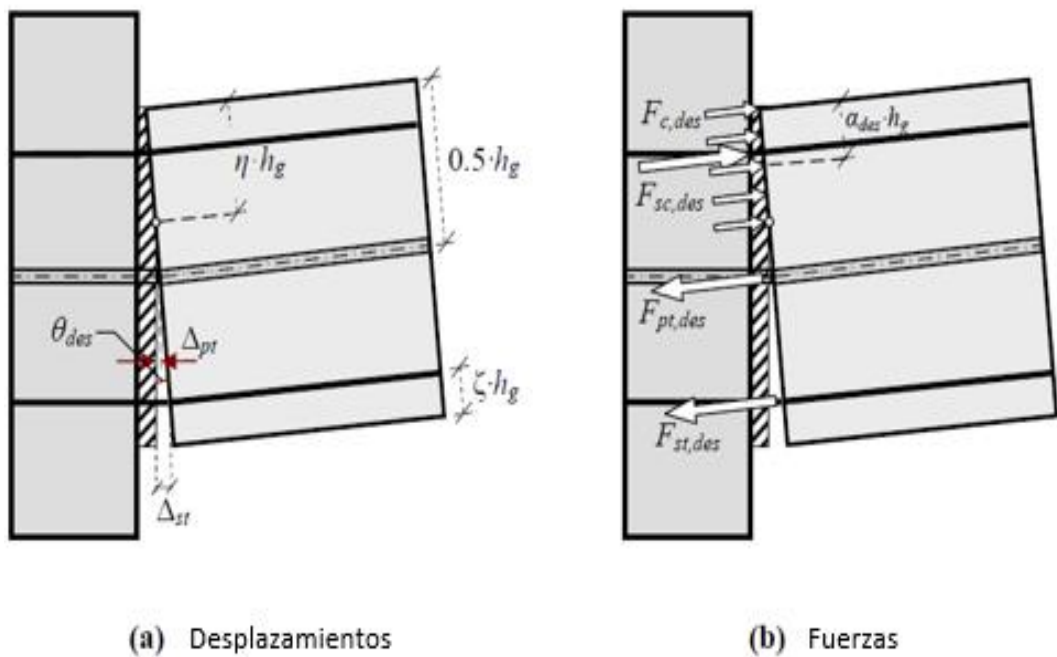 η·h_g
0.5·h_g
θ_des
Δ_pt
ζ·h_g
Δ_st
(a) Desplazamientos
F_c,des
α_des·h_g
F_sc,des
F_pt,des
F_st,des
(b) Fuerzas